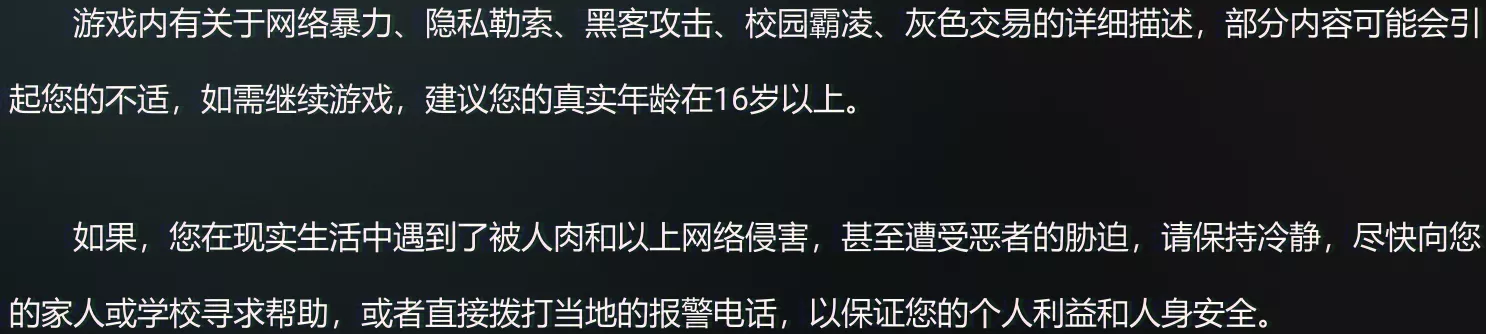 游戏内有关于网络暴力、隐私勒索、黑客攻击、校园霸凌、灰色交易的详细描述，部分内容可能会引
起您的不适，如需继续游戏，建议您的真实年龄在16岁以上。
如果，您在现实生活中遇到了被人肉和以上网络侵害，甚至遭受恶者的胁迫，请保持冷静，尽快向您
的家人或学校寻求帮助，或者直接拨打当地的报警电话，以保证您的个人利益和人身安全。